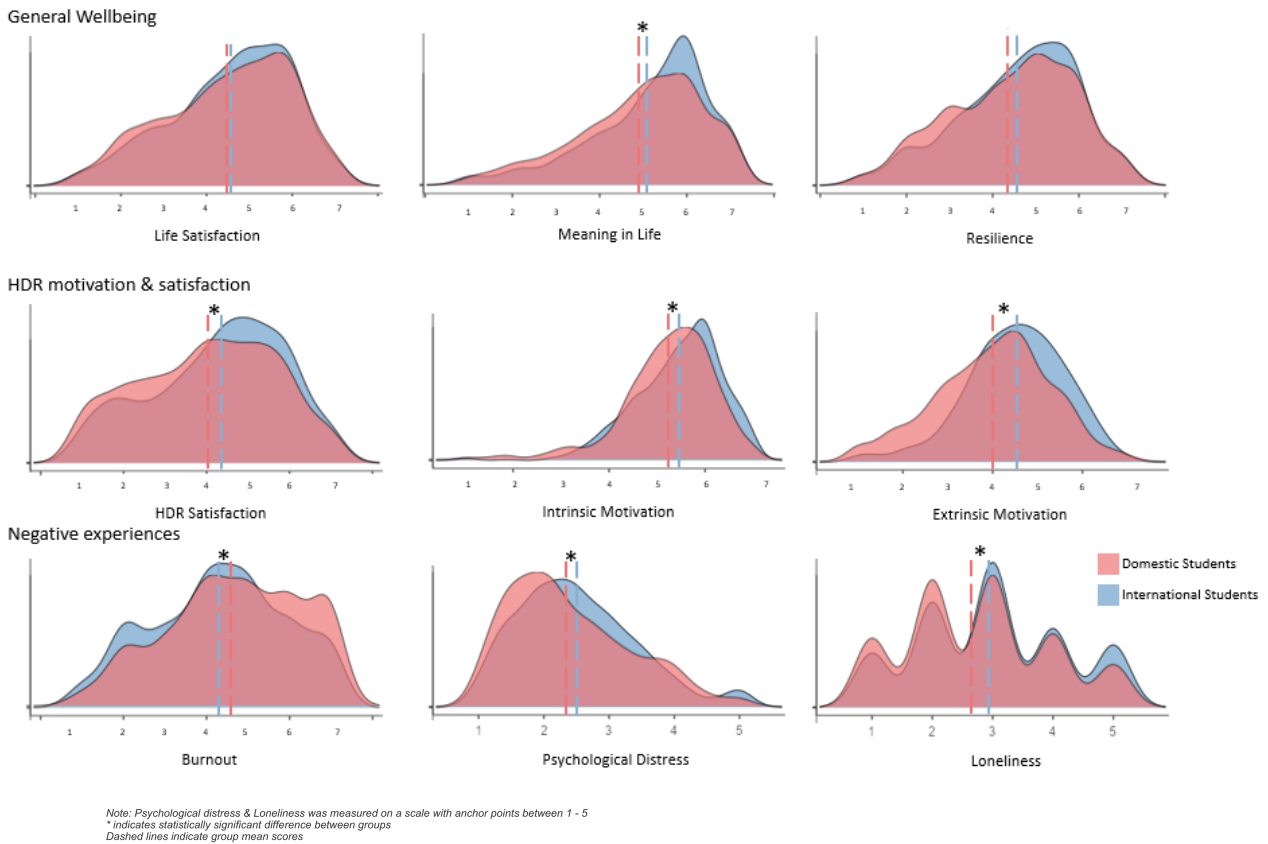 General Wellbeing
*
1 2 3 4 5 6 7
1 2 3 4 5 6 7
1 2 3 4 5 6 7
Life Satisfaction
Meaning in Life
Resilience
HDR motivation & satisfaction
*
*
*
1 2 3 4 5 6 7
1 2 3 4 5 6 7
1 2 3 4 5 6 7
HDR Satisfaction
Intrinsic Motivation
Extrinsic Motivation
Negative experiences
*
*
*
Domestic Students
International Students
1 2 3 4 5 6 7
1 2 3 4 5
1 2 3 4 5
Burnout
Psychological Distress
Loneliness
Note: Psychological distress & Loneliness was measured on a scale with anchor points between 1 - 5
* indicates statistically significant difference between groups
Dashed lines indicate group mean scores